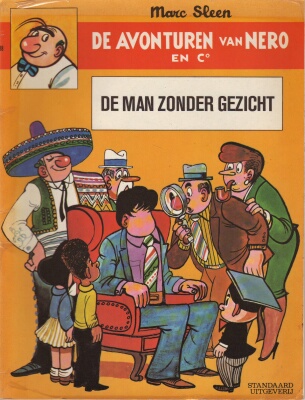 Marc Sleen
DE AVONTUREN VAN NERO
EN Co
DE MAN ZONDER GEZICHT
STANDAARD
UITGEVERIJ